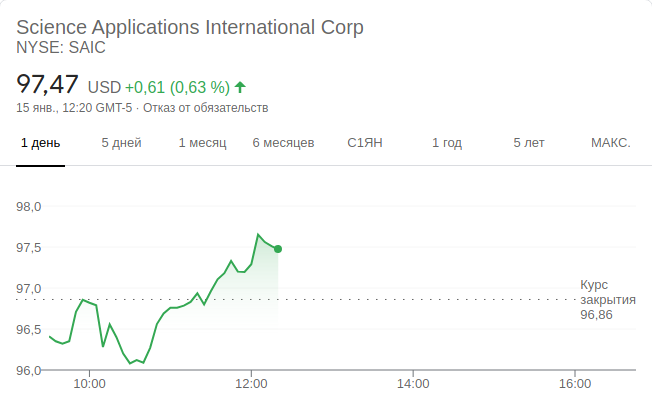 Science Applications International Corp
NYSE: SAIC
97,47 USD +0,61 (0,63 %)
15 янв., 12:20 GMT-5 · Отказ от обязательств
1 день 5 дней 1 месяц 6 месяцев С1ЯН 1 год 5 лет МАКС.
98,0
97,5
97,0
96,5
96,0
Курс
закрытия
96,86
10:00 12:00 14:00 16:00